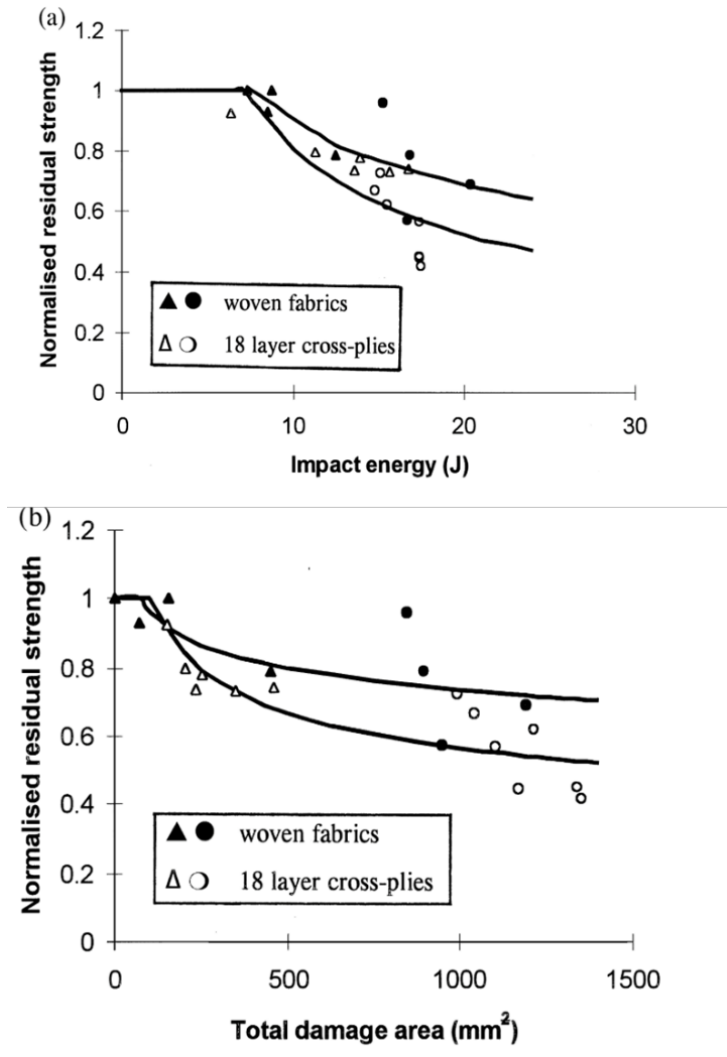 (a)
1.2
1
0.8
0.6
0.4
0.2
0
Normalised residual strength
woven fabrics
18 layer cross-plies
0 10 20 30
Impact energy (J)
(b)
1.2
1
0.8
0.6
0.4
0.2
0
Normalised residual strength
woven fabrics
18 layer cross-plies
0 500 1000 1500
Total damage area (mm²)